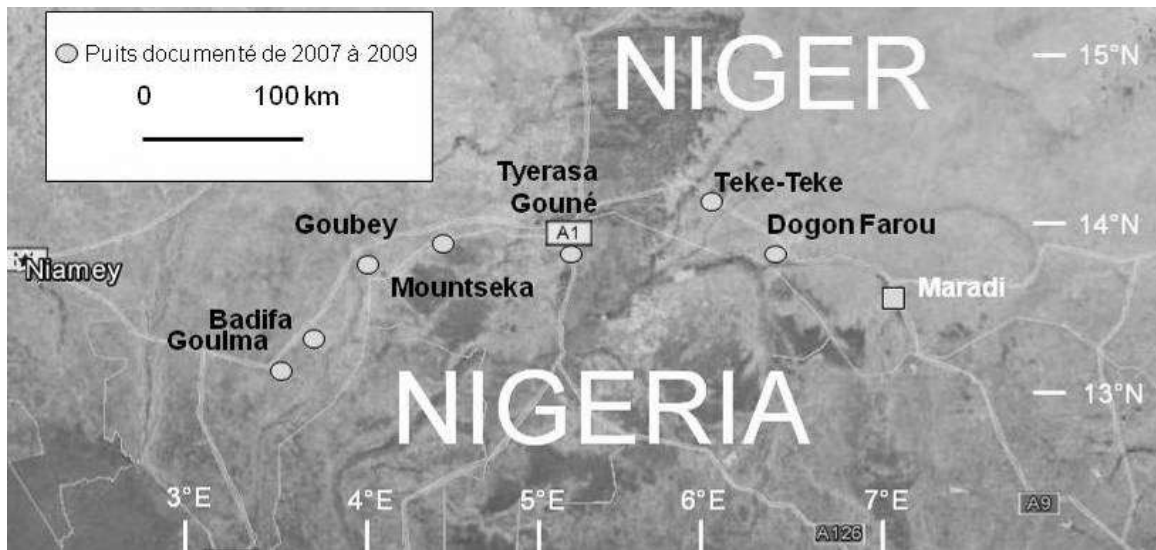 Puits documenté de 2007 à 2009
0 100 km
NIGER
15°N
Tyerasa
Gouné
Teke-Teke
Goubey
A1
Dogon Farou
14°N
Niamey
Mountseka
Maradi
Badifa
Goulma
NIGERIA
13°N
3°E 4°E 5°E 6°E 7°E
A9
A126